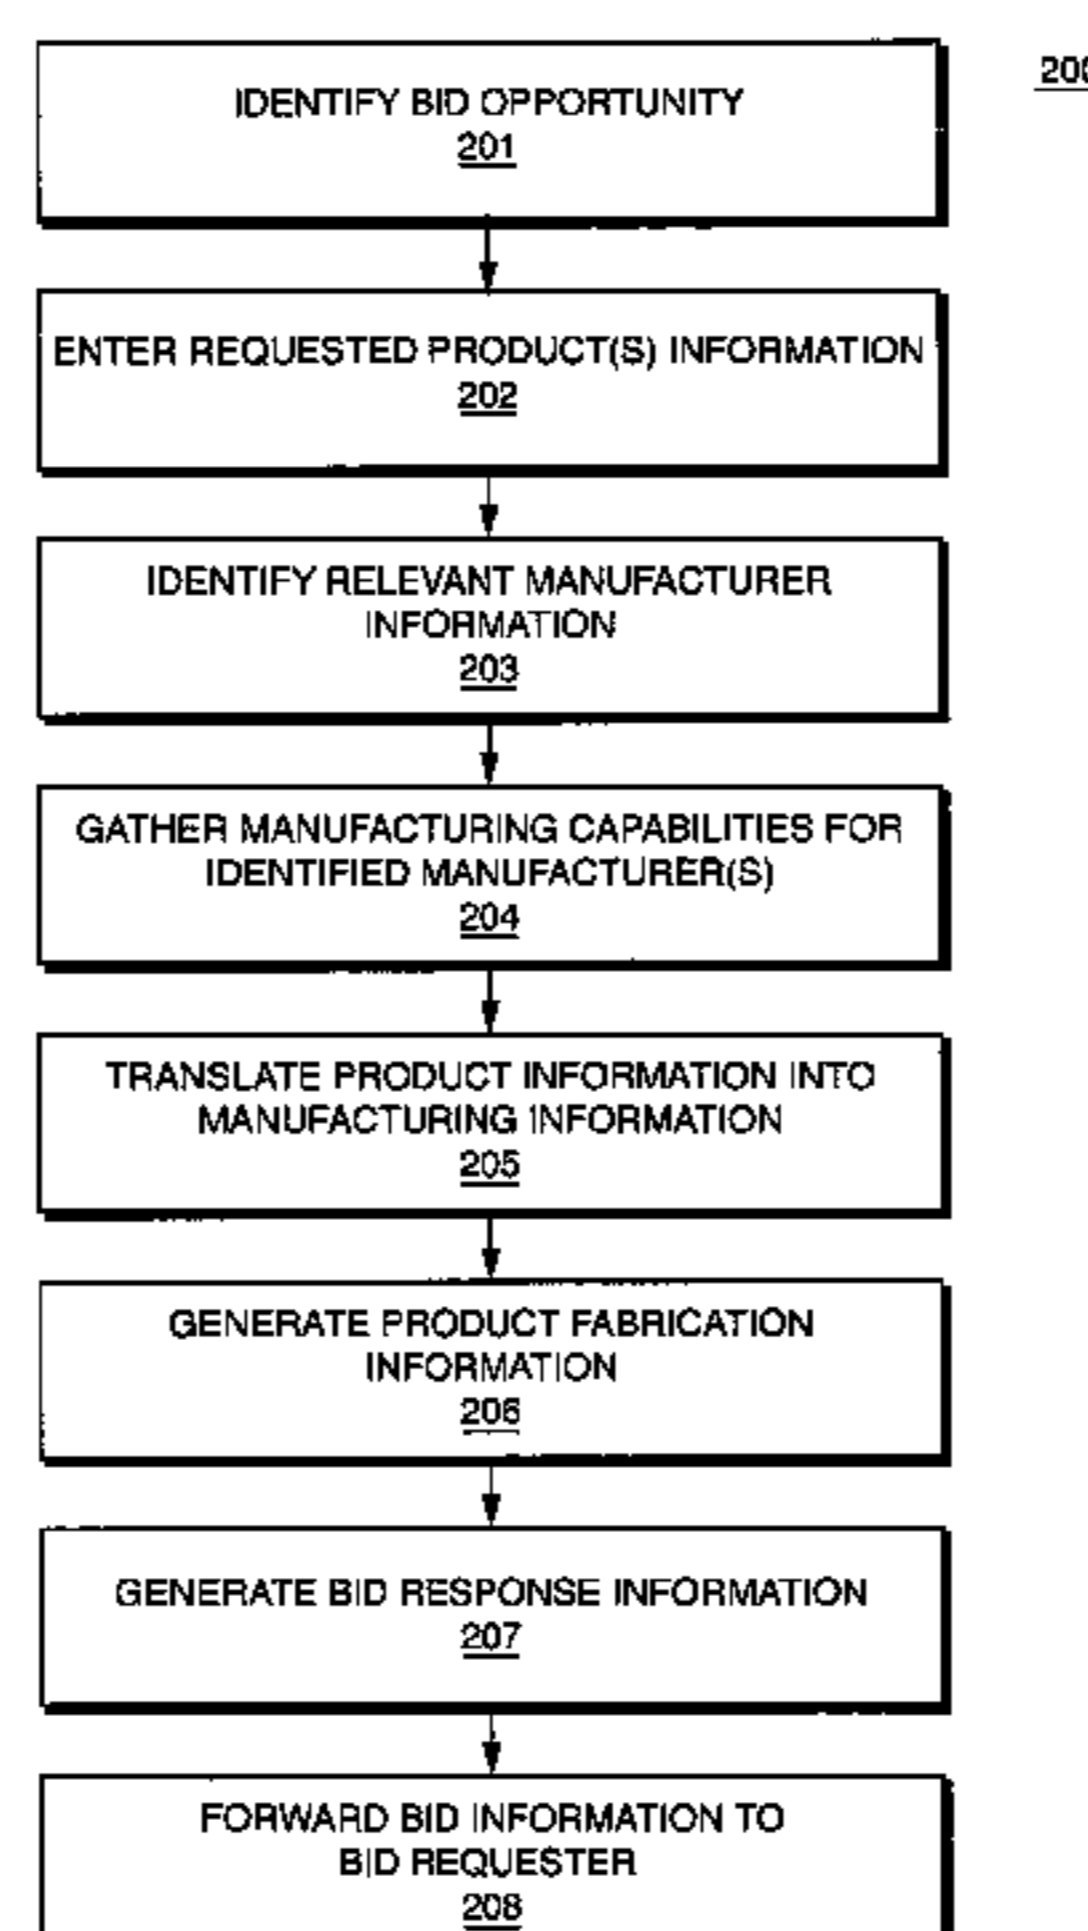 IDENTIFY BID OPPORTUNITY
201
ENTER REQUESTED PRODUCT(S) INFORMATION
202
IDENTIFY RELEVANT MANUFACTURER
INFORMATION
203
GATHER MANUFACTURING CAPABILITIES FOR
IDENTIFIED MANUFACTURER(S)
204
TRANSLATE PRODUCT INFORMATION INTO
MANUFACTURING INFORMATION
205
GENERATE PRODUCT FABRICATION
INFORMATION
206
GENERATE BID RESPONSE INFORMATION
207
FORWARD BID INFORMATION TO
BID REQUESTER
208